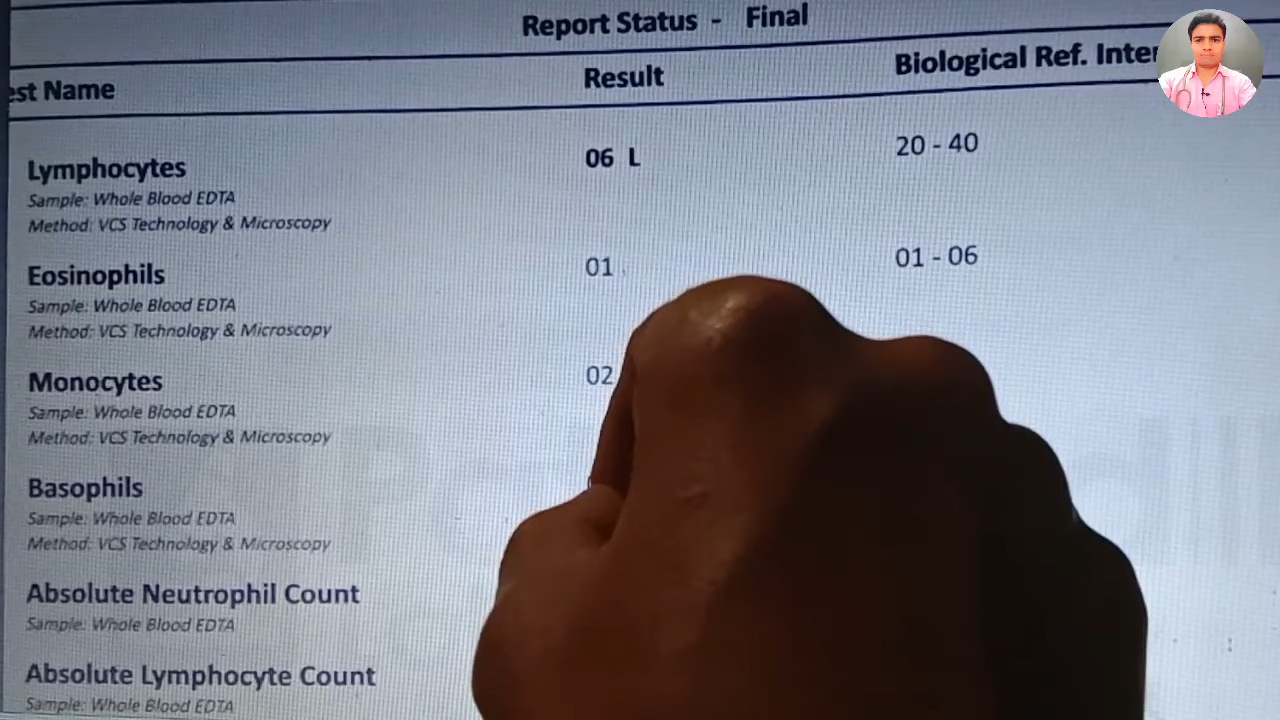 Report Status - Final
est Name Result Biological Ref. Inter
Lymphocytes 06 L 20 - 40
Sample: Whole Blood EDTA
Method: VCS Technology & Microscopy
Eosinophils 01 01 - 06
Sample: Whole Blood EDTA
Method: VCS Technology & Microscopy
Monocytes 02
Sample: Whole Blood EDTA
Method: VCS Technology & Microscopy
Basophils
Sample: Whole Blood EDTA
Method: VCS Technology & Microscopy
Absolute Neutrophil Count
Sample: Whole Blood EDTA
Absolute Lymphocyte Count
Sample: Whole Blood EDTA